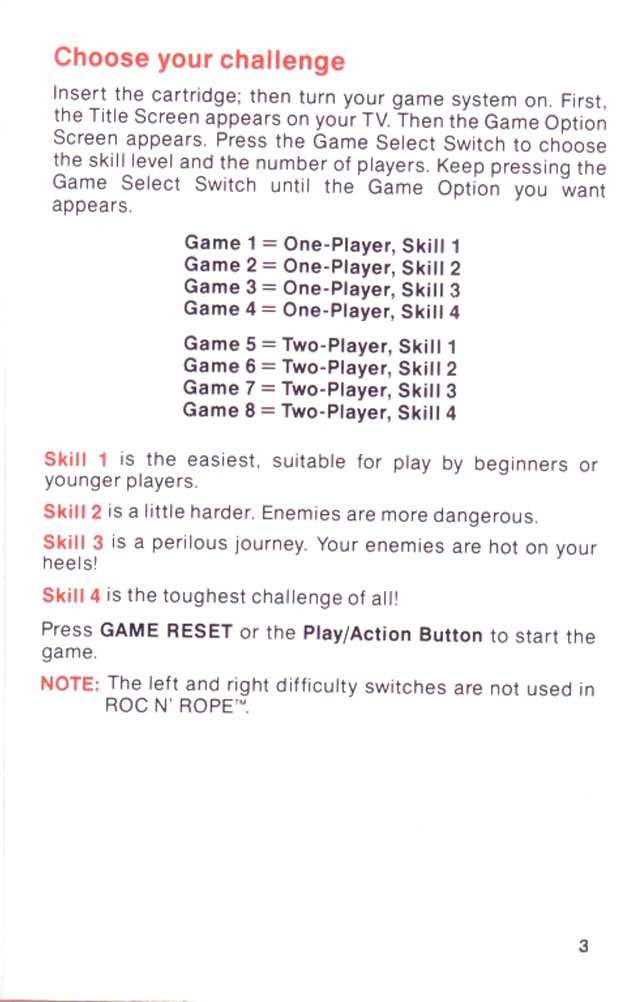 Choose your challenge
Insert the cartridge; then turn your game system on. First,
the Title Screen appears on your TV. Then the Game Option
Screen appears. Press the Game Select Switch to choose
the skill level and the number of players. Keep pressing the
Game Select Switch until the Game Option you want
appears.
Game 1 = One-Player, Skill 1
Game 2 = One-Player, Skill 2
Game 3 = One-Player, Skill 3
Game 4 = One-Player, Skill 4
Game 5 = Two-Player, Skill 1
Game 6 = Two-Player, Skill 2
Game 7 = Two-Player, Skill 3
Game 8 = Two-Player, Skill 4
Skill 1 is the easiest, suitable for play by beginners or
younger players.
Skill 2 is a little harder. Enemies are more dangerous.
Skill 3 is a perilous journey. Your enemies are hot on your
heels!
Skill 4 is the toughest challenge of all!
Press GAME RESET or the Play/Action Button to start the
game.
NOTE: The left and right difficulty switches are not used in
ROC N' ROPE™.
3